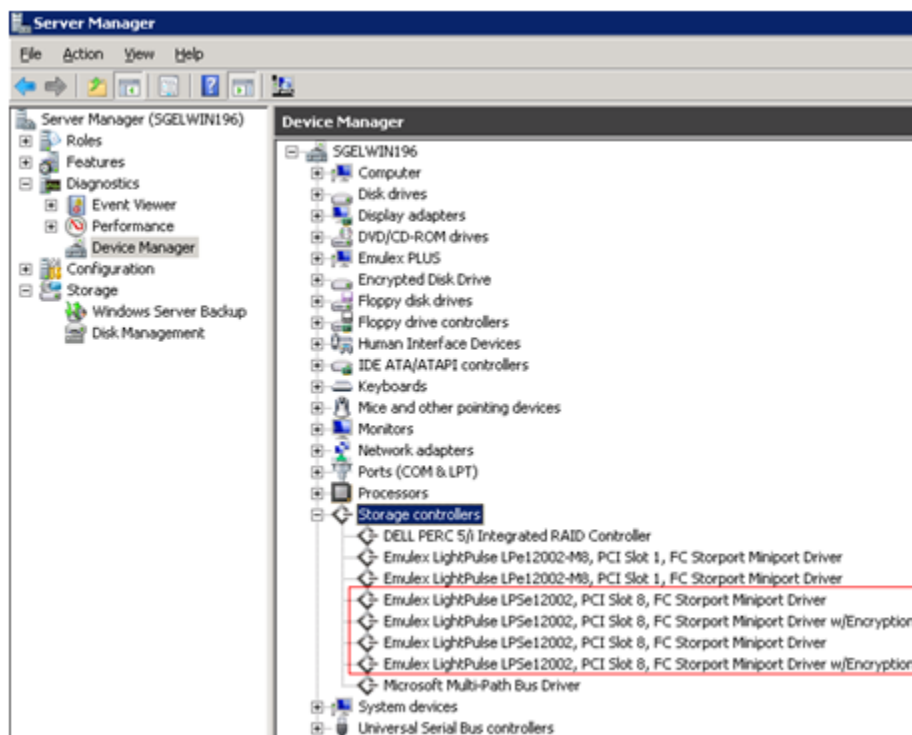 Server Manager
File Action View Help
Server Manager (SGELWIN196)
Roles
Features
Diagnostics
Event Viewer
Performance
Device Manager
Configuration
Storage
Windows Server Backup
Disk Management
Device Manager
SGELWIN196
Computer
Disk drives
Display adapters
DVD/CD-ROM drives
Emulex PLUS
Encrypted Disk Drive
Floppy disk drives
Floppy drive controllers
Human Interface Devices
IDE ATA/ATAPI controllers
Keyboards
Mice and other pointing devices
Monitors
Network adapters
Ports (COM & LPT)
Processors
Storage controllers
DELL PERC 5/i Integrated RAID Controller
Emulex LightPulse LPe12002-M8, PCI Slot 1, FC Storport Miniport Driver
Emulex LightPulse LPe12002-M8, PCI Slot 1, FC Storport Miniport Driver
Emulex LightPulse LPSe12002, PCI Slot 8, FC Storport Miniport Driver
Emulex LightPulse LPSe12002, PCI Slot 8, FC Storport Miniport Driver w/Encryption
Emulex LightPulse LPSe12002, PCI Slot 8, FC Storport Miniport Driver
Emulex LightPulse LPSe12002, PCI Slot 8, FC Storport Miniport Driver w/Encryption
Microsoft Multi-Path Bus Driver
System devices
Universal Serial Bus controllers